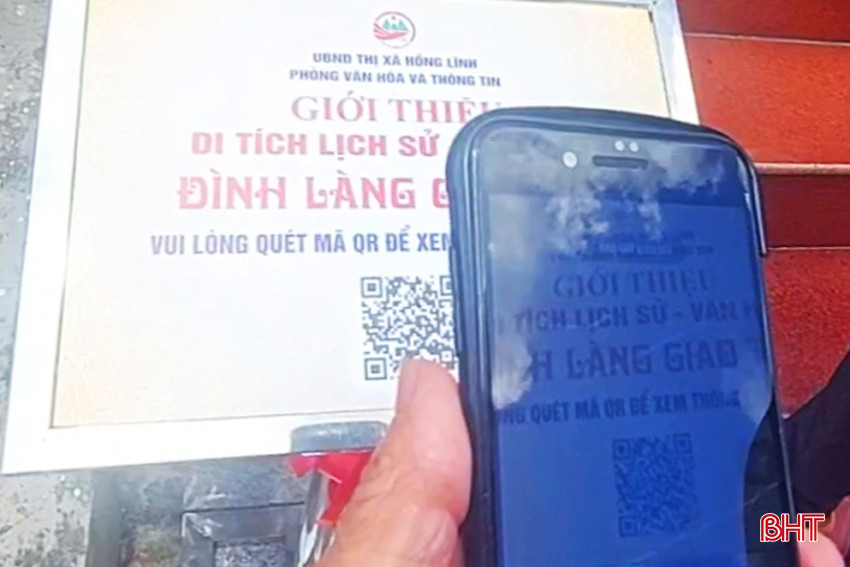 UBND THỊ XÃ HỒNG LĨNH
PHÒNG VĂN HÓA VÀ THÔNG TIN
GIỚI THIỆU
DI TÍCH LỊCH SỬ
ĐÌNH LÀNG G
VUI LÒNG QUÉT MÃ QR ĐỂ XEM
GIỚI THIỆU
TÍCH LỊCH SỬ - VĂN H
H LÀNG GIAO T
NG QUÉT MÃ QR ĐỂ XEM THÔNG
BHT